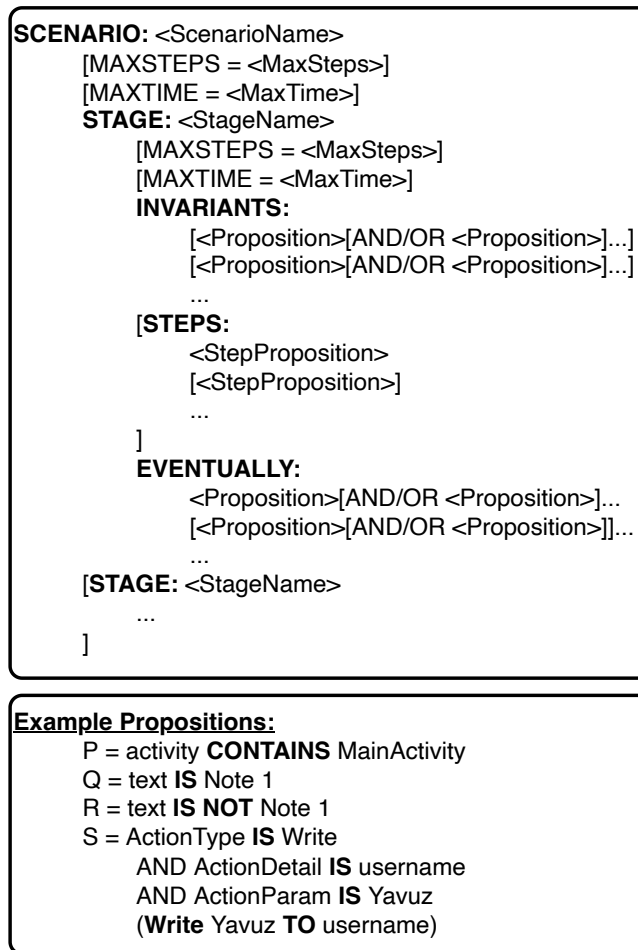 SCENARIO: <ScenarioName>
[MAXSTEPS = <MaxSteps>]
[MAXTIME = <MaxTime>]
STAGE: <StageName>
[MAXSTEPS = <MaxSteps>]
[MAXTIME = <MaxTime>]
INVARIANTS:
[<Proposition>[AND/OR <Proposition>]...]
[<Proposition>[AND/OR <Proposition>]...]
...
[STEPS:
<StepProposition>
[<StepProposition>]
...
]
EVENTUALLY:
<Proposition>[AND/OR <Proposition>]...
[<Proposition>[AND/OR <Proposition>]]...
...
[STAGE: <StageName>
...
]
Example Propositions:
P = activity CONTAINS MainActivity
Q = text IS Note 1
R = text IS NOT Note 1
S = ActionType IS Write
AND ActionDetail IS username
AND ActionParam IS Yavuz
(Write Yavuz TO username)